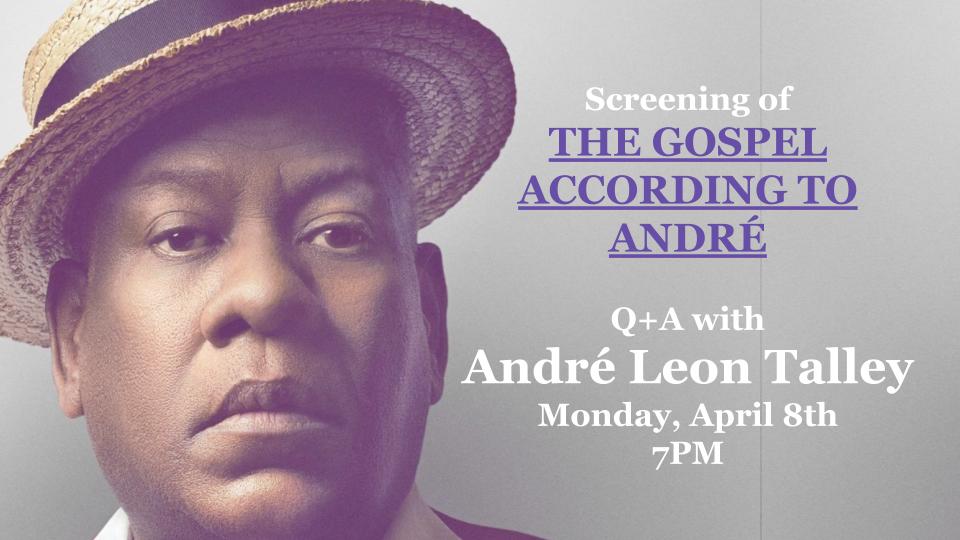 Screening of
THE GOSPEL
ACCORDING TO
ANDRÉ
Q+A with
André Leon Talley
Monday, April 8th
7PM